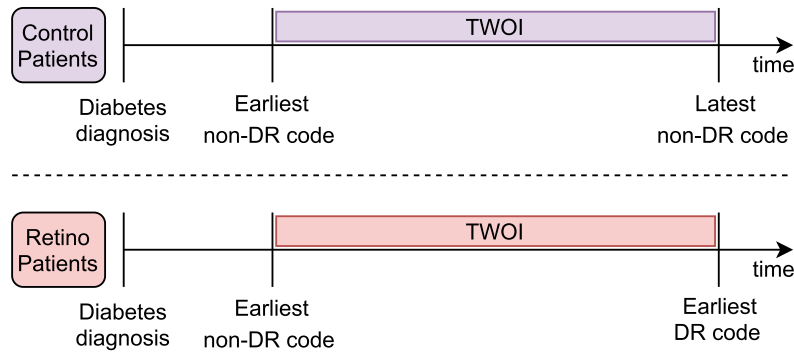 Control
Patients
TWOI
time
Diabetes
diagnosis
Earliest
non-DR code
Latest
non-DR code
Retino
Patients
TWOI
time
Diabetes
diagnosis
Earliest
non-DR code
Earliest
DR code